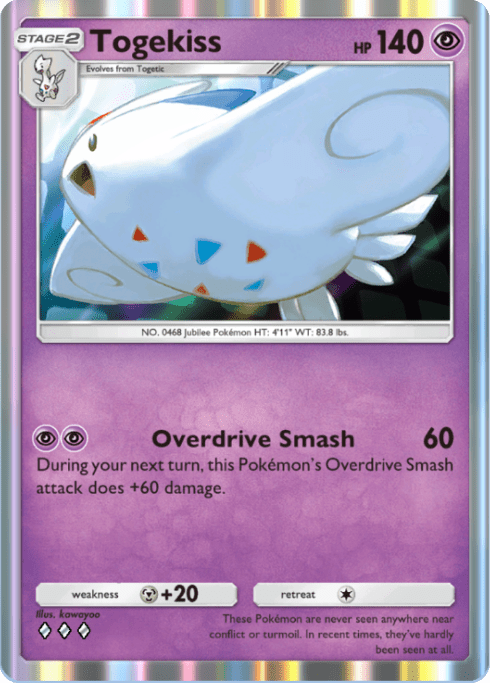 STAGE2 Togekiss HP 140
Evolves from Togetic
NO. 0468 Jubilee Pokémon HT: 4'11" WT: 83.8 lbs.
Overdrive Smash 60
During your next turn, this Pokémon's Overdrive Smash
attack does +60 damage.
weakness +20 retreat
Illus. kawayoo
These Pokémon are never seen anywhere near
conflict or turmoil. In recent times, they've hardly
been seen at all.